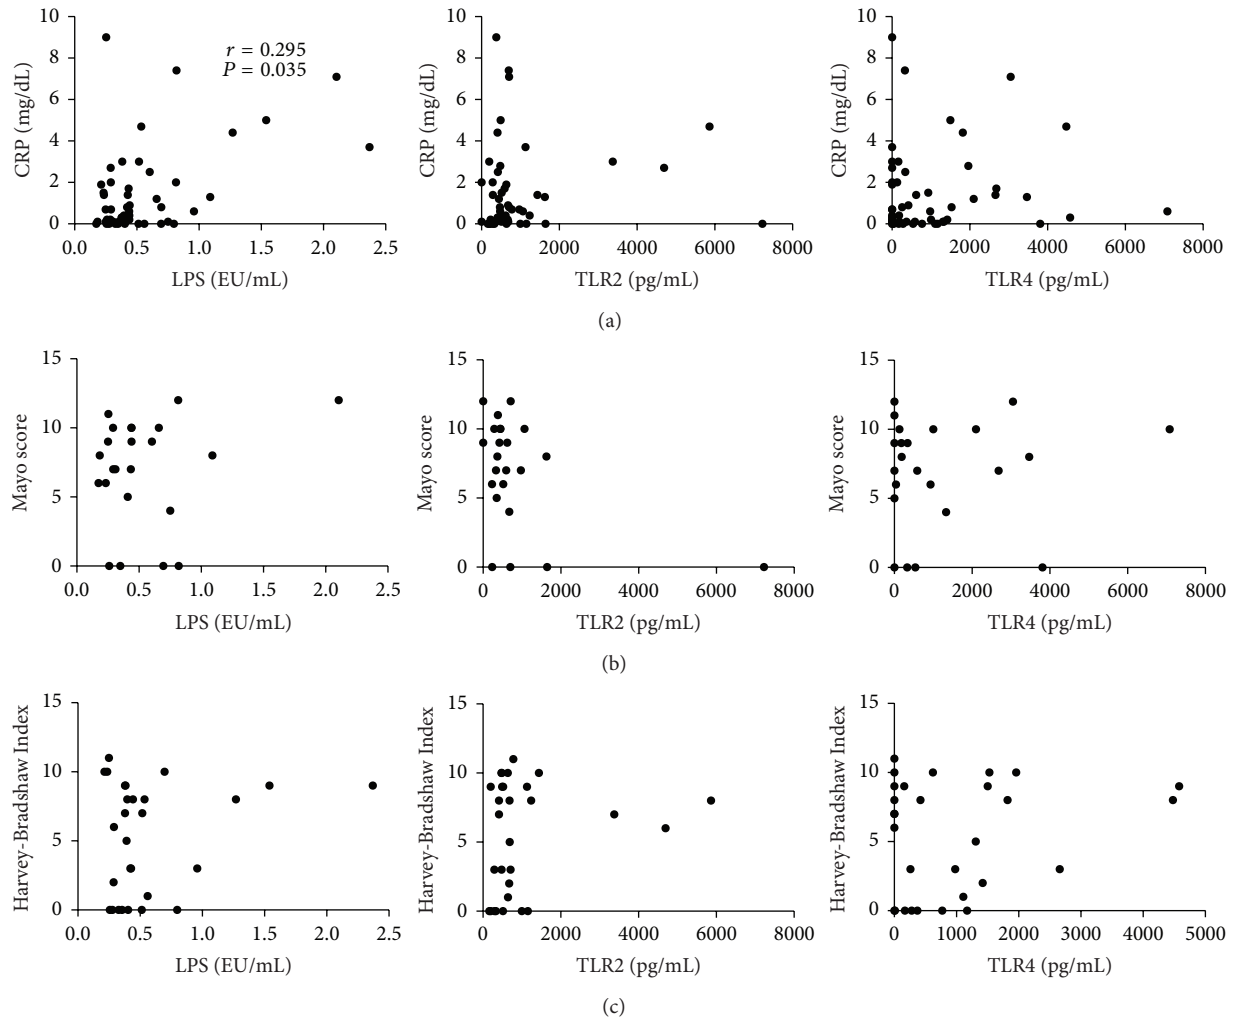 r = 0.295
P = 0.035
CRP (mg/dL)
10
8
6
4
2
0
0.0 0.5 1.0 1.5 2.0 2.5
LPS (EU/mL)
CRP (mg/dL)
10
8
6
4
2
0
0 2000 4000 6000 8000
TLR2 (pg/mL)
CRP (mg/dL)
10
8
6
4
2
0
0 2000 4000 6000 8000
TLR4 (pg/mL)
(a)
Mayo score
15
10
5
0
0.0 0.5 1.0 1.5 2.0 2.5
LPS (EU/mL)
Mayo score
15
10
5
0
0 2000 4000 6000 8000
TLR2 (pg/mL)
Mayo score
15
10
5
0
0 2000 4000 6000 8000
TLR4 (pg/mL)
(b)
Harvey-Bradshaw Index
15
10
5
0
0.0 0.5 1.0 1.5 2.0 2.5
LPS (EU/mL)
Harvey-Bradshaw Index
15
10
5
0
0 2000 4000 6000 8000
TLR2 (pg/mL)
Harvey-Bradshaw Index
15
10
5
0
0 1000 2000 3000 4000 5000
TLR4 (pg/mL)
(c)